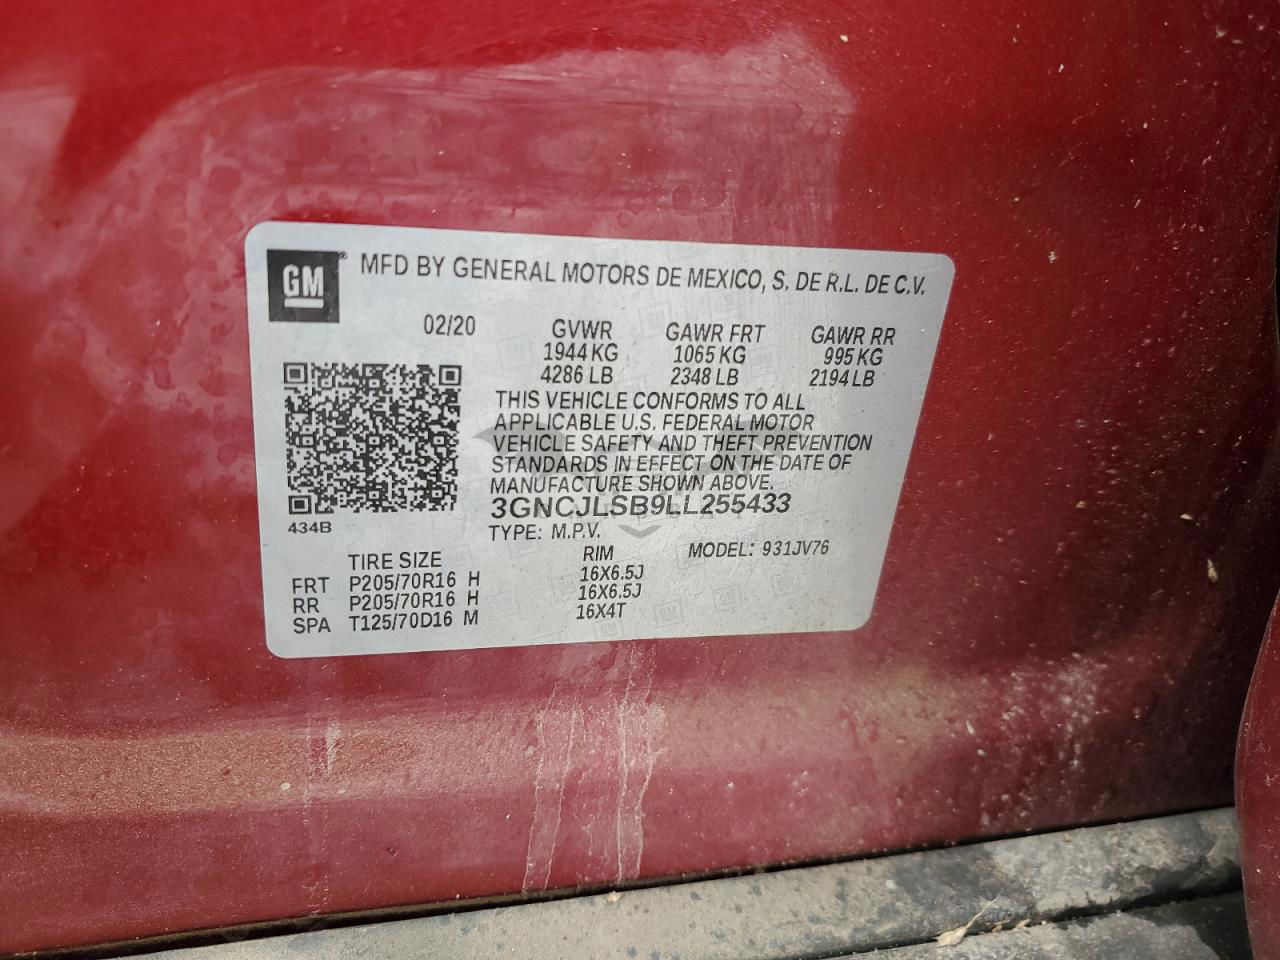 GM® MFD BY GENERAL MOTORS DE MEXICO, S. DE R.L. DE C.V.
02/20 GVWR GAWR FRT GAWR RR
1944 KG 1065 KG 995 KG
4286 LB 2348 LB 2194 LB
THIS VEHICLE CONFORMS TO ALL
APPLICABLE U.S. FEDERAL MOTOR
VEHICLE SAFETY AND THEFT PREVENTION
STANDARDS IN EFFECT ON THE DATE OF
MANUFACTURE SHOWN ABOVE.
3GNCJLSB9LL255433
434B TYPE: M.P.V.
TIRE SIZE RIM MODEL: 931JV76
FRT P205/70R16 H 16X6.5J
RR P205/70R16 H 16X6.5J
SPA T125/70D16 M 16X4T